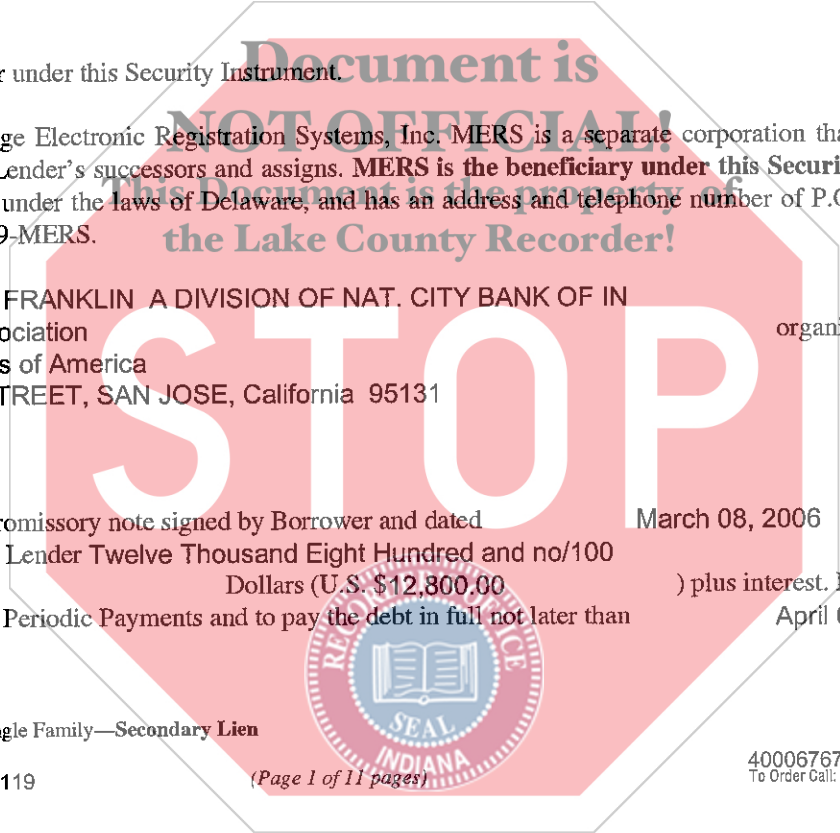 Document is
r under this Security Instrument.
NOT OFFICIAL!
ge Electronic Registration Systems, Inc. MERS is a separate corporation tha
Lender's successors and assigns. MERS is the beneficiary under this Securi
This Document is the property of
under the laws of Delaware, and has an address and telephone number of P.O
9-MERS.
the Lake County Recorder!
FRANKLIN A DIVISION OF NAT. CITY BANK OF IN
ociation organi
s of America
TREET, SAN JOSE, California 95131
STOP
romissory note signed by Borrower and dated March 08, 2006
Lender Twelve Thousand Eight Hundred and no/100
Dollars (U.S. $12,800.00 ) plus interest.
Periodic Payments and to pay the debt in full not later than April
RECORDER'S OFFICE
SEAL
INDIANA
gle Family—Secondary Lien
119 (Page 1 of 11 pages) 40006767
To Order Call: